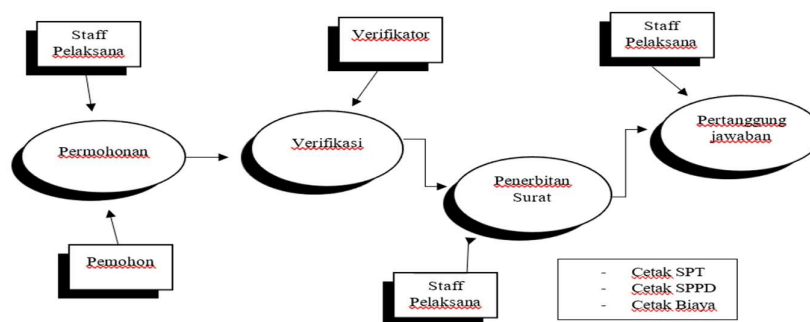 Staff
Pelaksana
Verifikator
Staff
Pelaksana
Permohonan
Verifikasi
Pertanggung
jawaban
Penerbitan
Surat
Pemohon
Staff
Pelaksana
- Cetak SPT
- Cetak SPPD
- Cetak Biaya